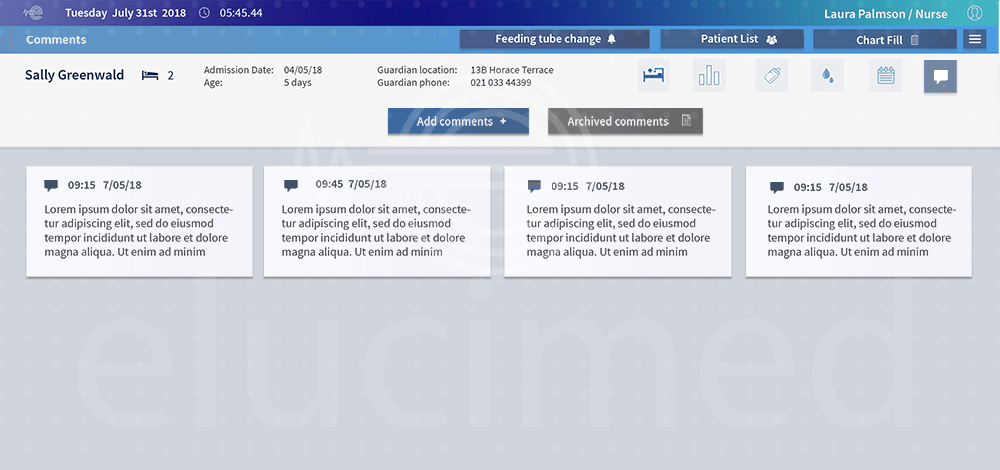 Tuesday July 31st 2018 05:45.44 Laura Palmson / Nurse
Comments Feeding tube change Patient List Chart Fill
Sally Greenwald 2 Admission Date: 04/05/18 Guardian location: 13B Horace Terrace
Age: 5 days Guardian phone: 021 033 44399
Add comments + Archived comments
09:15 7/05/18
Lorem ipsum dolor sit amet, consecte-
tur adipiscing elit, sed do eiusmod
tempor incididunt ut labore et dolore
magna aliqua. Ut enim ad minim
09:45 7/05/18
Lorem ipsum dolor sit amet, consecte-
tur adipiscing elit, sed do eiusmod
tempor incididunt ut labore et dolore
magna aliqua. Ut enim ad minim
09:15 7/05/18
Lorem ipsum dolor sit amet, consecte-
tur adipiscing elit, sed do eiusmod
tempor incididunt ut labore et dolore
magna aliqua. Ut enim ad minim
09:15 7/05/18
Lorem ipsum dolor sit amet, consecte-
tur adipiscing elit, sed do eiusmod
tempor incididunt ut labore et dolore
magna aliqua. Ut enim ad minim
elucimed